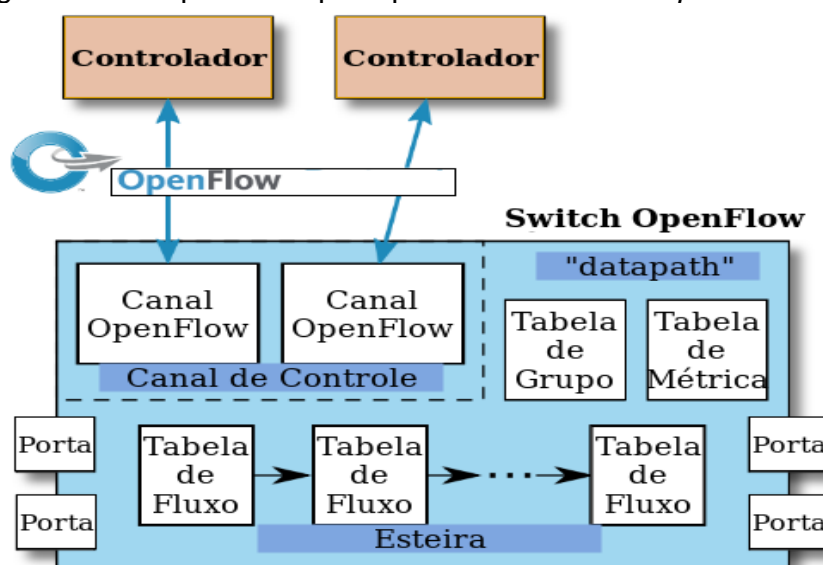 Controlador
Controlador
OpenFlow
Switch OpenFlow
Canal
OpenFlow
Canal
OpenFlow
Canal de Controle
"datapath"
Tabela
de
Grupo
Tabela
de
Métrica
Porta
Porta
Tabela
de
Fluxo
Tabela
de
Fluxo
...
Tabela
de
Fluxo
Esteira
Porta
Porta